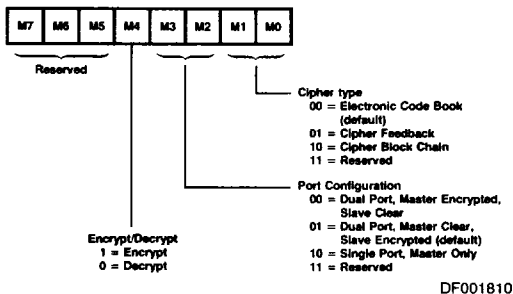 M7 M6 M5 M4 M3 M2 M1 M0
Reserved
Cipher type
00 = Electronic Code Book
(default)
01 = Cipher Feedback
10 = Cipher Block Chain
11 = Reserved
Port Configuration
00 = Dual Port, Master Encrypted,
Slave Clear
01 = Dual Port, Master Clear,
Slave Encrypted (default)
10 = Single Port, Master Only
11 = Reserved
Encrypt/Decrypt
1 = Encrypt
0 = Decrypt
DF001810